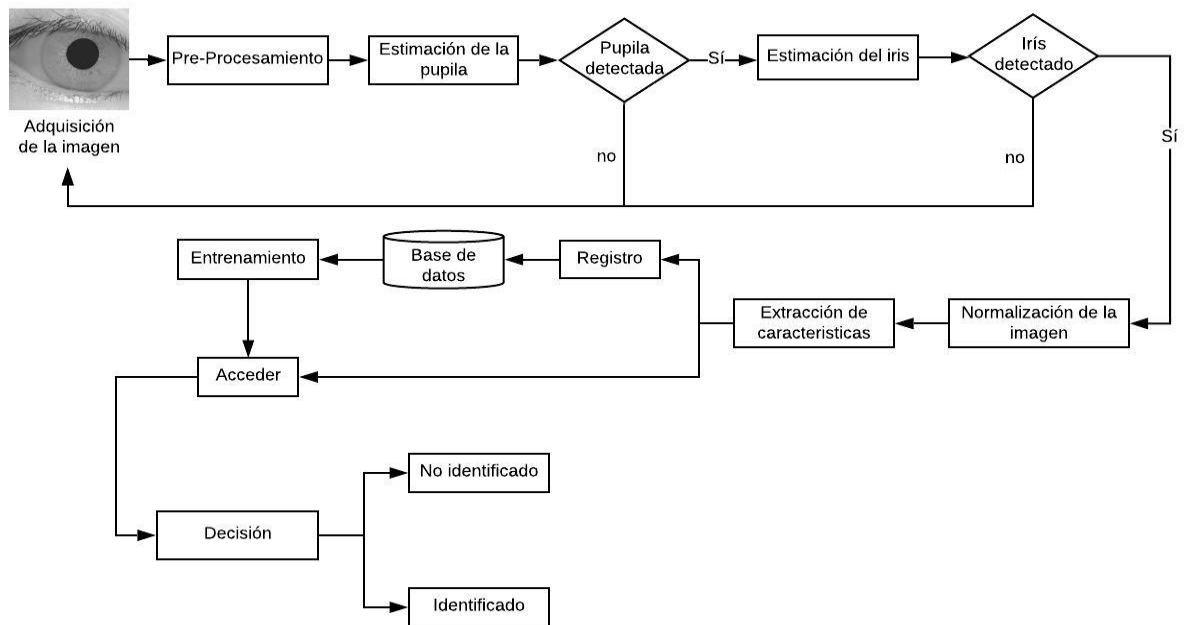 Adquisición
de la imagen
Pre-Procesamiento
Estimación de la
pupila
Pupila
detectada
Sí
Estimación del iris
Irís
detectado
Sí
no
no
Entrenamiento
Base de
datos
Registro
Extracción de
caracteristicas
Normalización de la
imagen
Acceder
No identificado
Decisión
Identificado